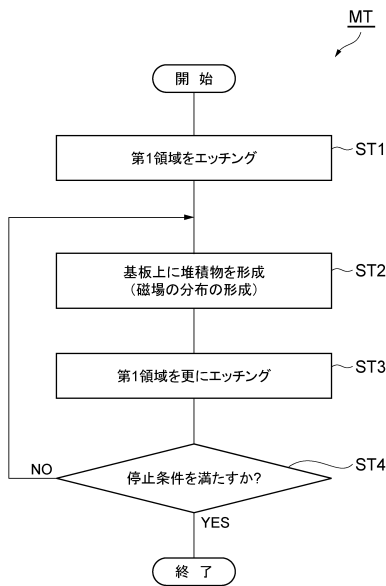 MT
開始
第1領域をエッチング
ST1
基板上に堆積物を形成
(磁場の分布の形成)
ST2
第1領域を更にエッチング
ST3
停止条件を満たすか?
ST4
NO
YES
終了